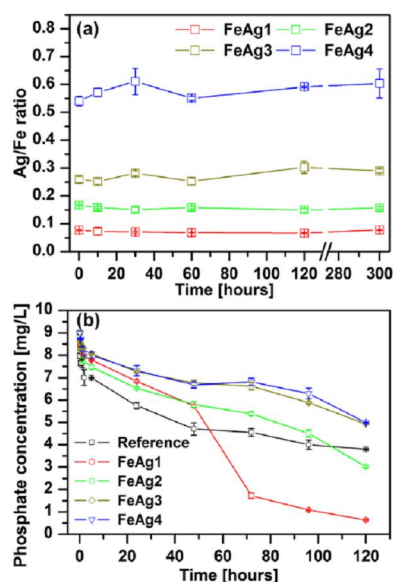 (a)
FeAg1 FeAg2
FeAg3 FeAg4
Ag/Fe ratio
0.8
0.7
0.6
0.5
0.4
0.3
0.2
0.1
0.0
0 20 40 60 80 100 120 280 300
Time [hours]
(b)
Phosphate concentration [mg/L]
10
9
8
7
6
5
4
3
2
1
0
Reference
FeAg1
FeAg2
FeAg3
FeAg4
0 20 40 60 80 100 120
Time [hours]